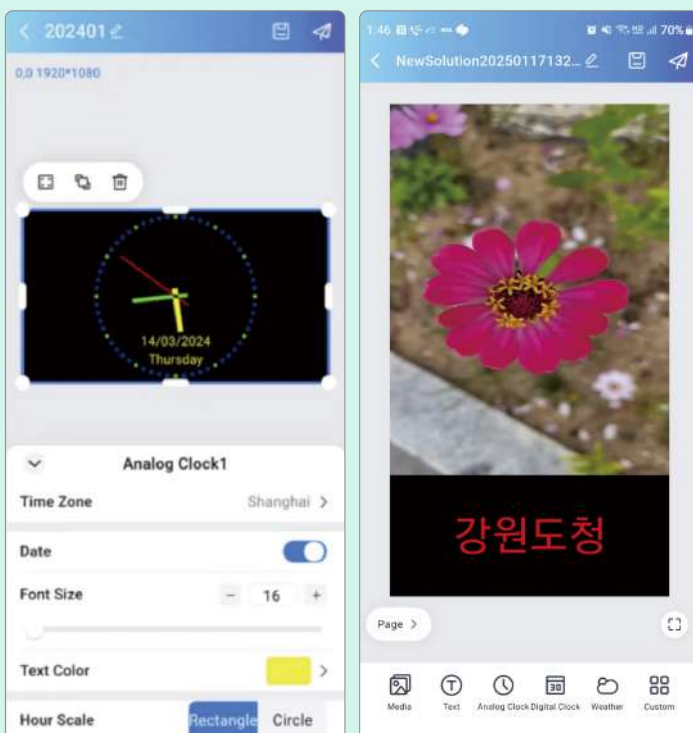 202401
0,0 1920*1080
14/03/2024
Thursday
Analog Clock1
Time Zone
Shanghai >
Date
Font Size
- 16 +
Text Color
>
Hour Scale
Rectangle Circle
1:46
70%
< NewSolution20250117132...
강원도청
Page >
Media Text Analog Clock Digital Clock Weather Custom